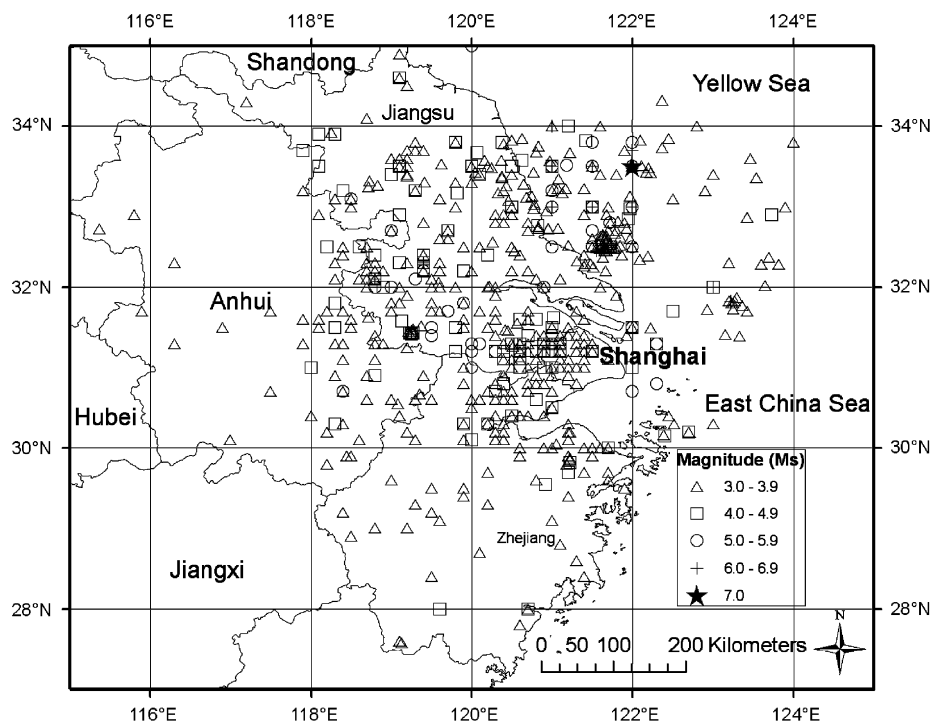 116°E 118°E 120°E 122°E 124°E
Shandong
Yellow Sea
Jiangsu
34°N 34°N
32°N 32°N
Anhui
Shanghai
Hubei
East China Sea
30°N 30°N
Magnitude (Ms)
3.0 - 3.9
4.0 - 4.9
5.0 - 5.9
6.0 - 6.9
7.0
Zhejiang
Jiangxi
28°N 28°N
N
0 50 100 200 Kilometers
116°E 118°E 120°E 122°E 124°E